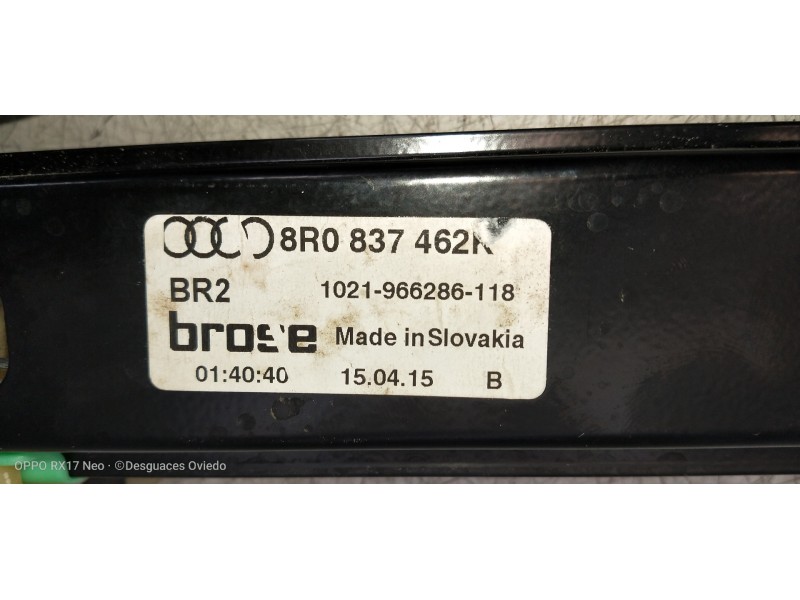 8R0 837 462
BR2 1021-966286-118
brose Made in Slovakia
01:40:40 15.04.15 B
OPPO RX17 Neo · ©Desguaces Oviedo